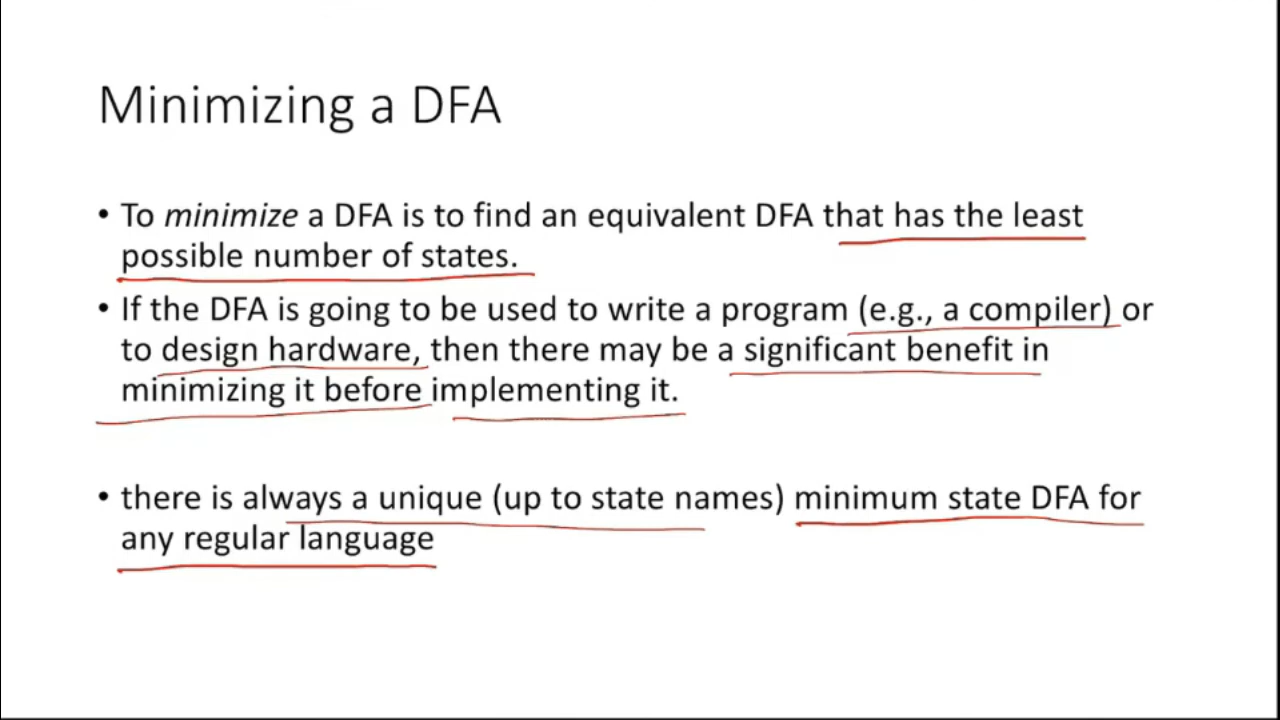 Minimizing a DFA
• To minimize a DFA is to find an equivalent DFA that has the least
possible number of states.
• If the DFA is going to be used to write a program (e.g., a compiler) or
to design hardware, then there may be a significant benefit in
minimizing it before implementing it.
• there is always a unique (up to state names) minimum state DFA for
any regular language